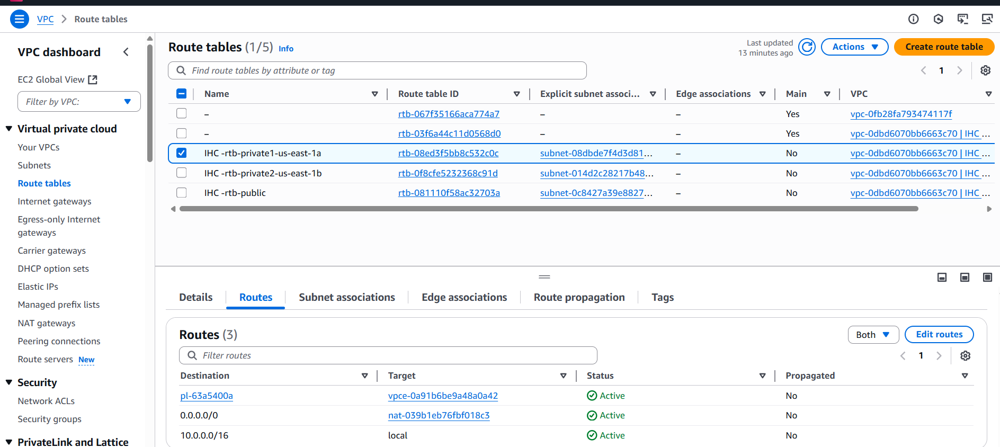 VPC > Route tables
VPC dashboard
EC2 Global View
Filter by VPC:
Virtual private cloud
Your VPCs
Subnets
Route tables
Internet gateways
Egress-only Internet
gateways
Carrier gateways
DHCP option sets
Elastic IPs
Managed prefix lists
NAT gateways
Peering connections
Route servers New
Security
Network ACLs
Security groups
PrivateLink and Lattice
Route tables (1/5) Info
Last updated
13 minutes ago
Actions
Create route table
Find route tables by attribute or tag
1
Name Route table ID Explicit subnet associ... Edge associations Main VPC
– rtb-067f35166aca774a7 – – Yes vpc-0fb28fa793474117f
– rtb-03f6a44c11d0568d0 – – Yes vpc-0dbd6070bb6663c70 | IHC ...
IHC -rtb-private1-us-east-1a rtb-08ed3f5bb8c532c0c subnet-08dbde7f4d3d81... – No vpc-0dbd6070bb6663c70 | IHC ...
IHC -rtb-private2-us-east-1b rtb-0f8cfe5232368c91d subnet-014d2c28217b48... – No vpc-0dbd6070bb6663c70 | IHC ...
IHC -rtb-public rtb-081110f58ac32703a subnet-0c8427a39e8827... – No vpc-0dbd6070bb6663c70 | IHC ...
Details Routes Subnet associations Edge associations Route propagation Tags
Routes (3)
Both
Edit routes
Filter routes
1
Destination Target Status Propagated
pl-63a5400a vpce-0a91b6be9a48a0a42 Active No
0.0.0.0/0 nat-039b1eb76fbf018c3 Active No
10.0.0.0/16 local Active No